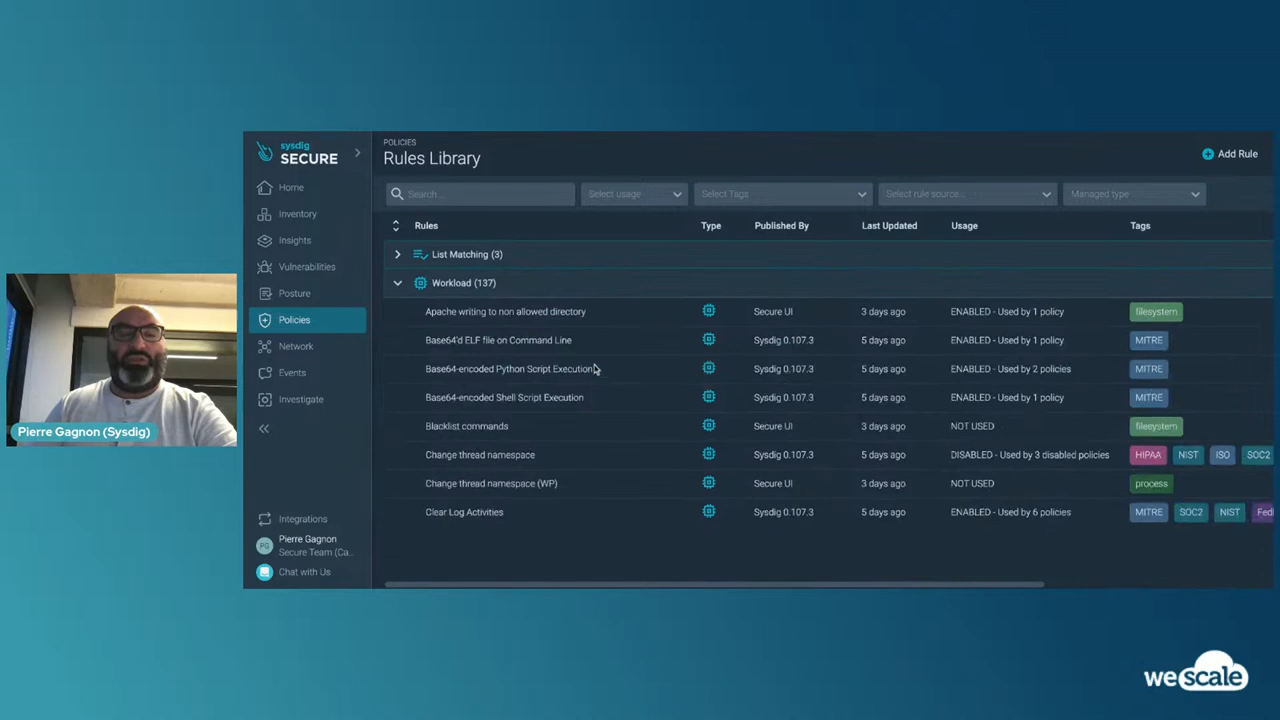 sysdig
SECURE
Home
Inventory
Insights
Vulnerabilities
Posture
Policies
Network
Events
Investigate
Integrations
PG
Pierre Gagnon
Secure Team (Ca...
Chat with Us
POLICIES
Rules Library
Add Rule
Search...
Select usage
Select Tags
Select rule source...
Managed type
Rules Type Published By Last Updated Usage Tags
List Matching (3)
Workload (137)
Apache writing to non allowed directory Secure UI 3 days ago ENABLED - Used by 1 policy filesystem
Base64'd ELF file on Command Line Sysdig 0.107.3 5 days ago ENABLED - Used by 1 policy MITRE
Base64-encoded Python Script Execution Sysdig 0.107.3 5 days ago ENABLED - Used by 2 policies MITRE
Base64-encoded Shell Script Execution Sysdig 0.107.3 5 days ago ENABLED - Used by 1 policy MITRE
Blacklist commands Secure UI 3 days ago NOT USED filesystem
Change thread namespace Sysdig 0.107.3 5 days ago DISABLED - Used by 3 disabled policies HIPAA NIST ISO SOC2
Change thread namespace (WP) Secure UI 3 days ago NOT USED process
Clear Log Activities Sysdig 0.107.3 5 days ago ENABLED - Used by 6 policies MITRE SOC2 NIST Fed
Pierre Gagnon (Sysdig)
wescale